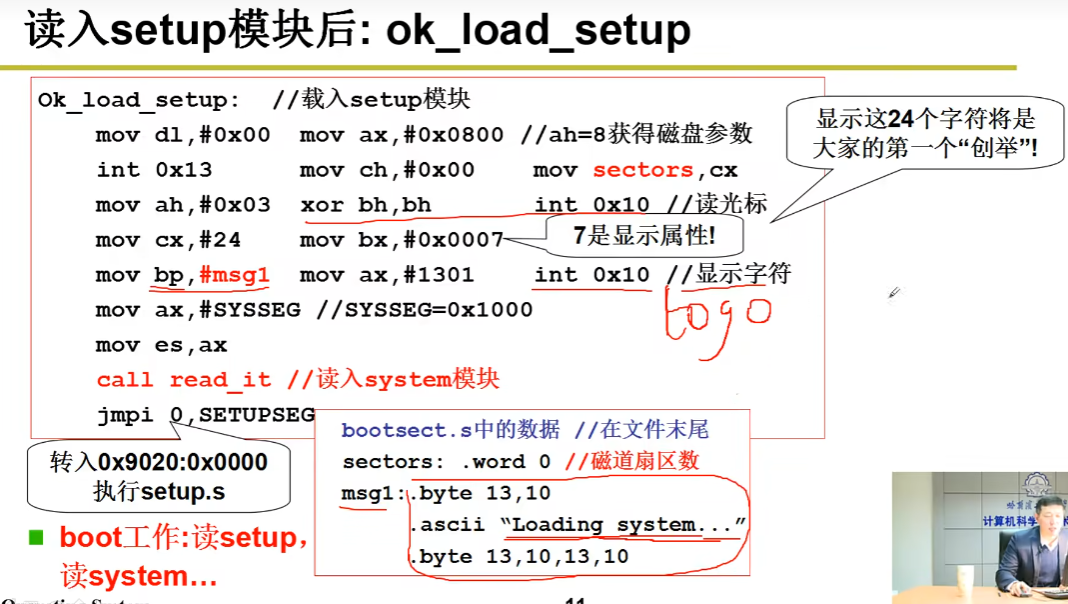 读入setup模块后: ok_load_setup
Ok_load_setup: //载入setup模块
mov dl,#0x00 mov ax,#0x0800 //ah=8获得磁盘参数
int 0x13 mov ch,#0x00 mov sectors,cx
mov ah,#0x03 xor bh,bh int 0x10 //读光标
mov cx,#24 mov bx,#0x0007
mov bp,#msg1 mov ax,#1301 int 0x10 //显示字符
mov ax,#SYSSEG //SYSSEG=0x1000
mov es,ax
call read_it //读入system模块
jmpi 0,SETUPSEG
显示这24个字符将是
大家的第一个“创举”!
7是显示属性!
logo
转入0x9020:0x0000
执行setup.s
bootsect.s中的数据 //在文件末尾
sectors: .word 0 //磁道扇区数
msg1:.byte 13,10
.ascii “Loading system...”
.byte 13,10,13,10
boot工作:读setup，
读system…
11